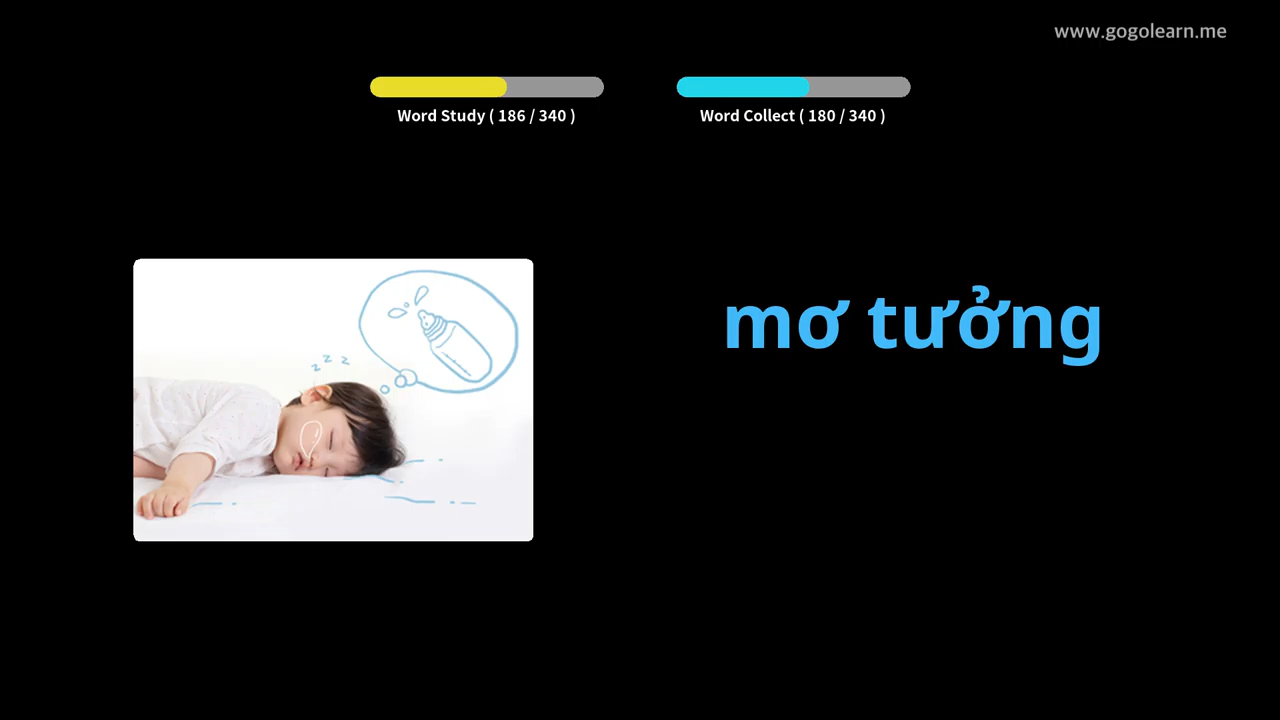 www.gogolearn.me
Word Study ( 186 / 340 )
Word Collect ( 180 / 340 )
z z z
mơ tưởng